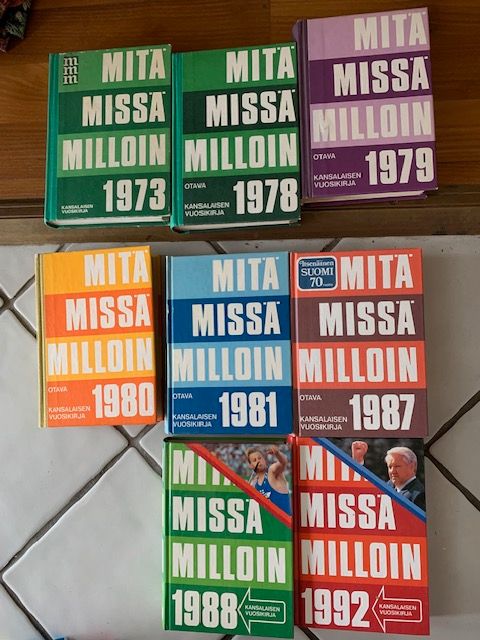 mmm
MITÄ
MISSÄ
MILLOIN
KANSALAISEN
VUOSIKIRJA
1973
MITÄ
MISSÄ
MILLOIN
OTAVA
KANSALAISEN
VUOSIKIRJA
1978
MITÄ
MISSÄ
MILLOIN
OTAVA
KANSALAISEN
VUOSIKIRJA
1979
MITÄ
MISSÄ
MILLOIN
OTAVA
KANSALAISEN
VUOSIKIRJA
1980
MITÄ
MISSÄ
MILLOIN
OTAVA
KANSALAISEN
VUOSIKIRJA
1981
Itsenäinen
SUOMI
70 vuotta
MITÄ
MISSÄ
MILLOIN
OTAVA
KANSALAISEN
VUOSIKIRJA
1987
MITÄ
MISSÄ
MILLOIN
1988
KANSALAISEN
VUOSIKIRJA
MITÄ
MISSÄ
MILLOIN
1992
KANSALAISEN
VUOSIKIRJA